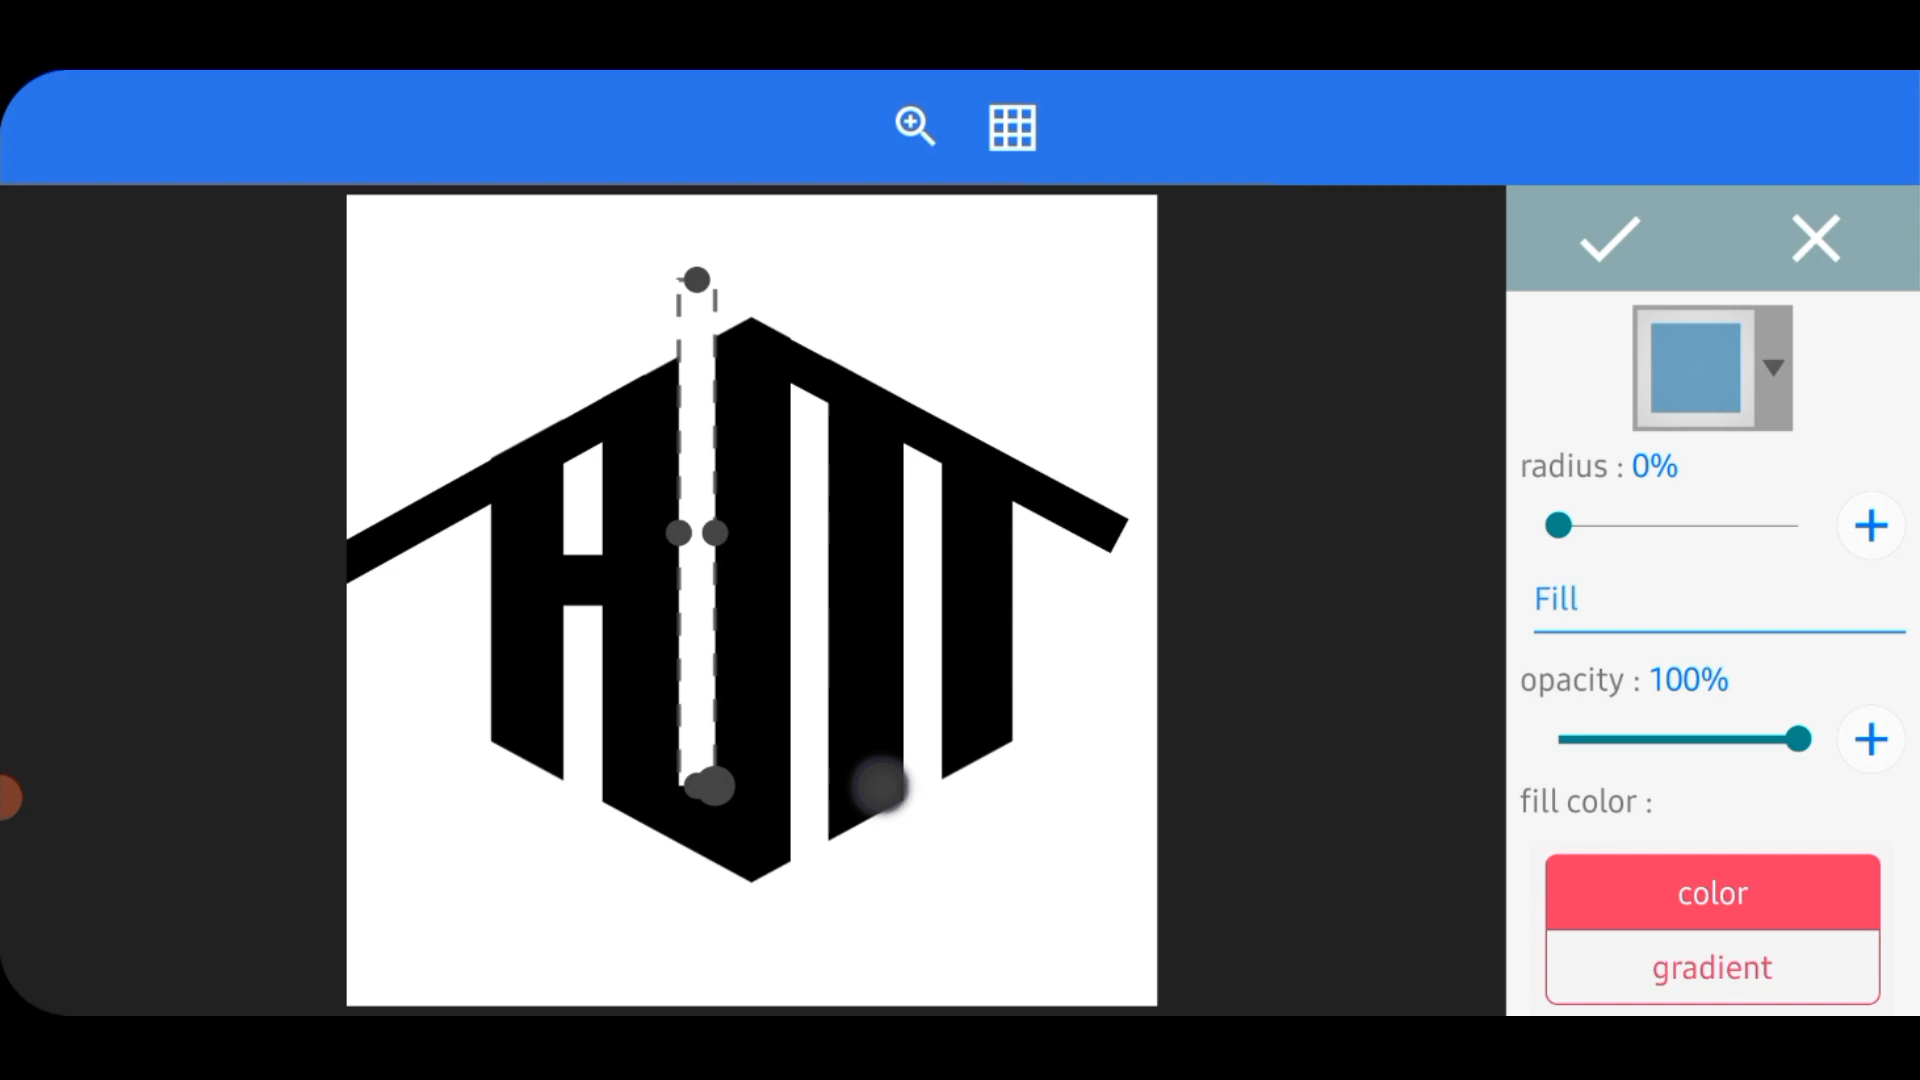 radius : 0%
Fill
opacity : 100%
fill color :
color
gradient